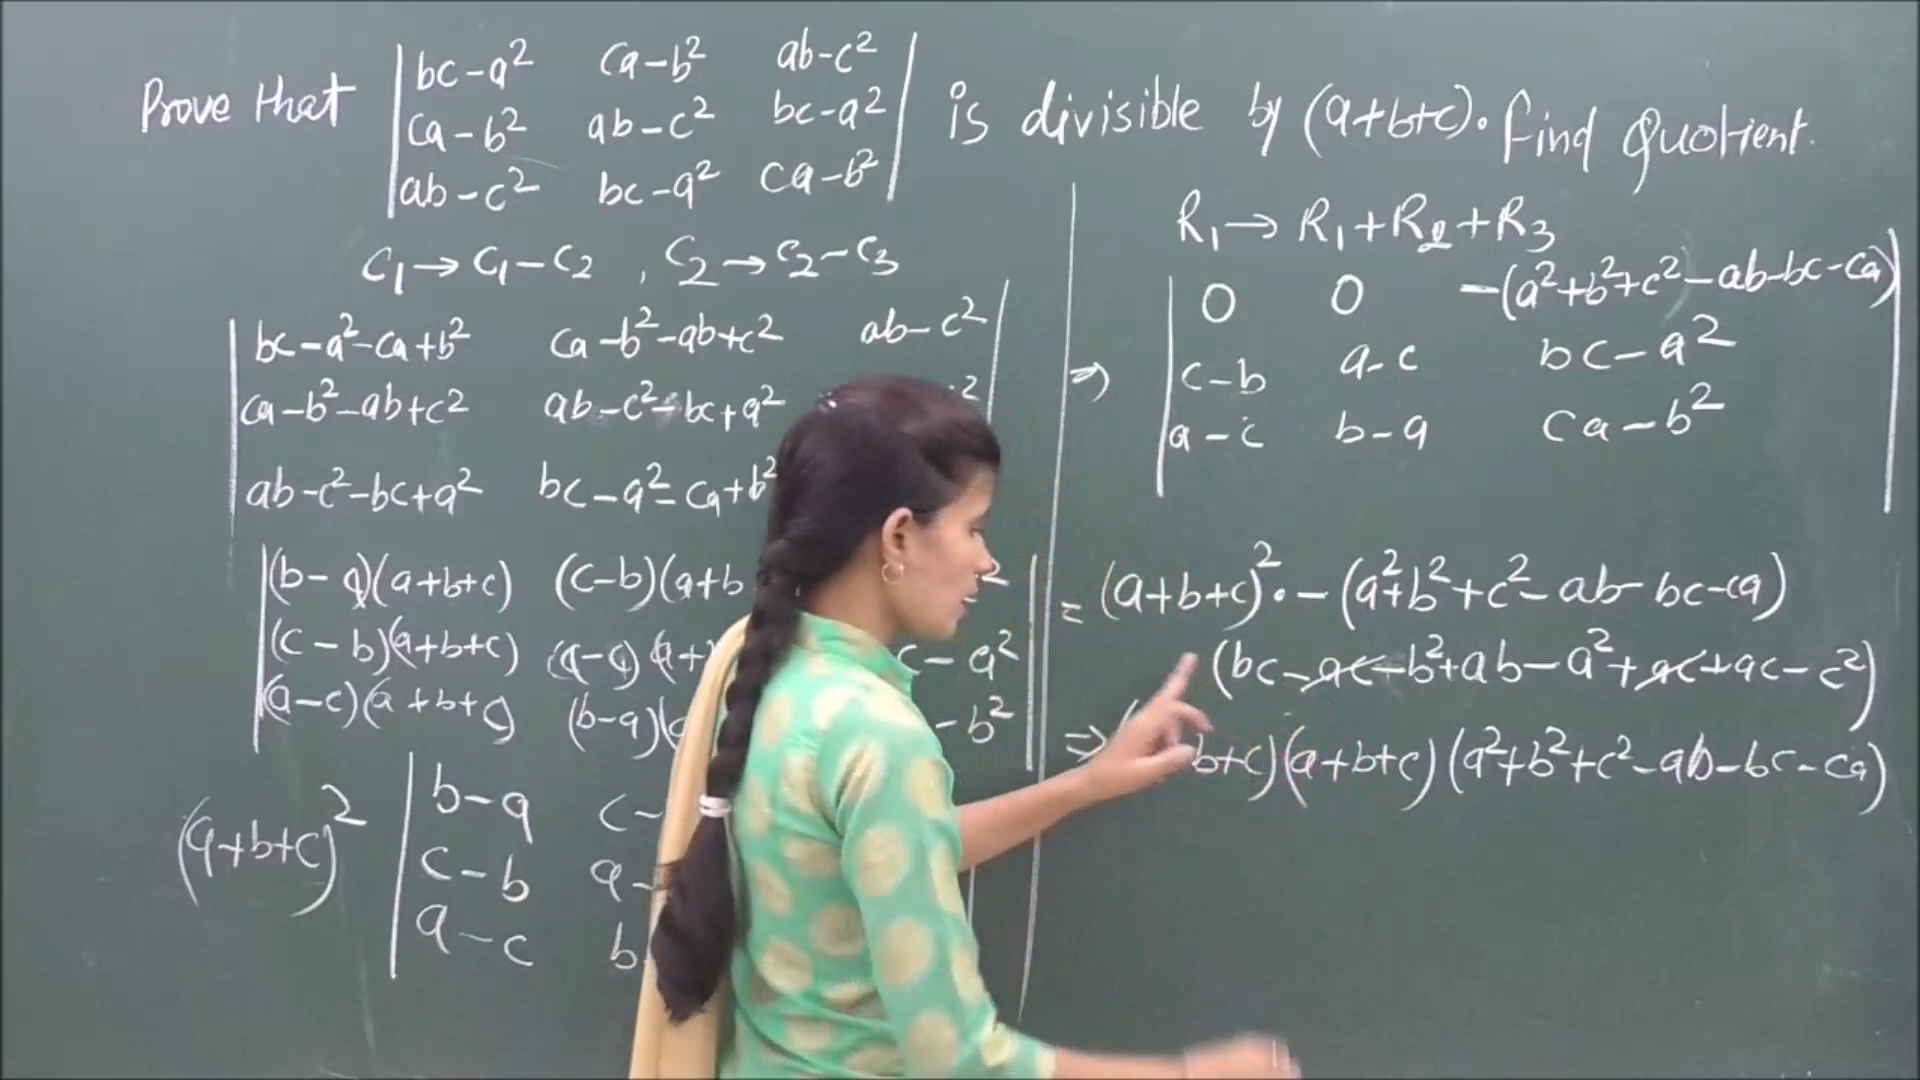 Prove that | bc-a² ca-b² ab-c² | is divisible by (a+b+c). find Quotient.
| ca-b² ab-c² bc-a² |
| ab-c² bc-a² ca-b² |
C₁→C₁-C₂ , C₂→C₂-C₃
| bc-a²-ca+b² ca-b²-ab+c² ab-c² |
| ca-b²-ab+c² ab-c²-bc+a² ² |
| ab-c²-bc+a² bc-a²-ca+b²
| (b-a)(a+b+c) (c-b)(a+b ² |
| (c-b)(a+b+c) (a-c)(a+ c-a² |
| (a-c)(a+b+c) (b-a)( -b² |
(a+b+c)² | b-a c-
| c-b a-
| a-c b
R₁→R₁+R₂+R₃
⇒ | 0 0 -(a²+b²+c²-ab-bc-ca) |
| c-b a-c bc-a² |
| a-c b-a ca-b² |
= (a+b+c)²·-(a²+b²+c²-ab-bc-ca)
(bc-ac-b²+ab-a²+ac+ac-c²)
⇒ ( b+c)(a+b+c)(a²+b²+c²-ab-bc-ca)